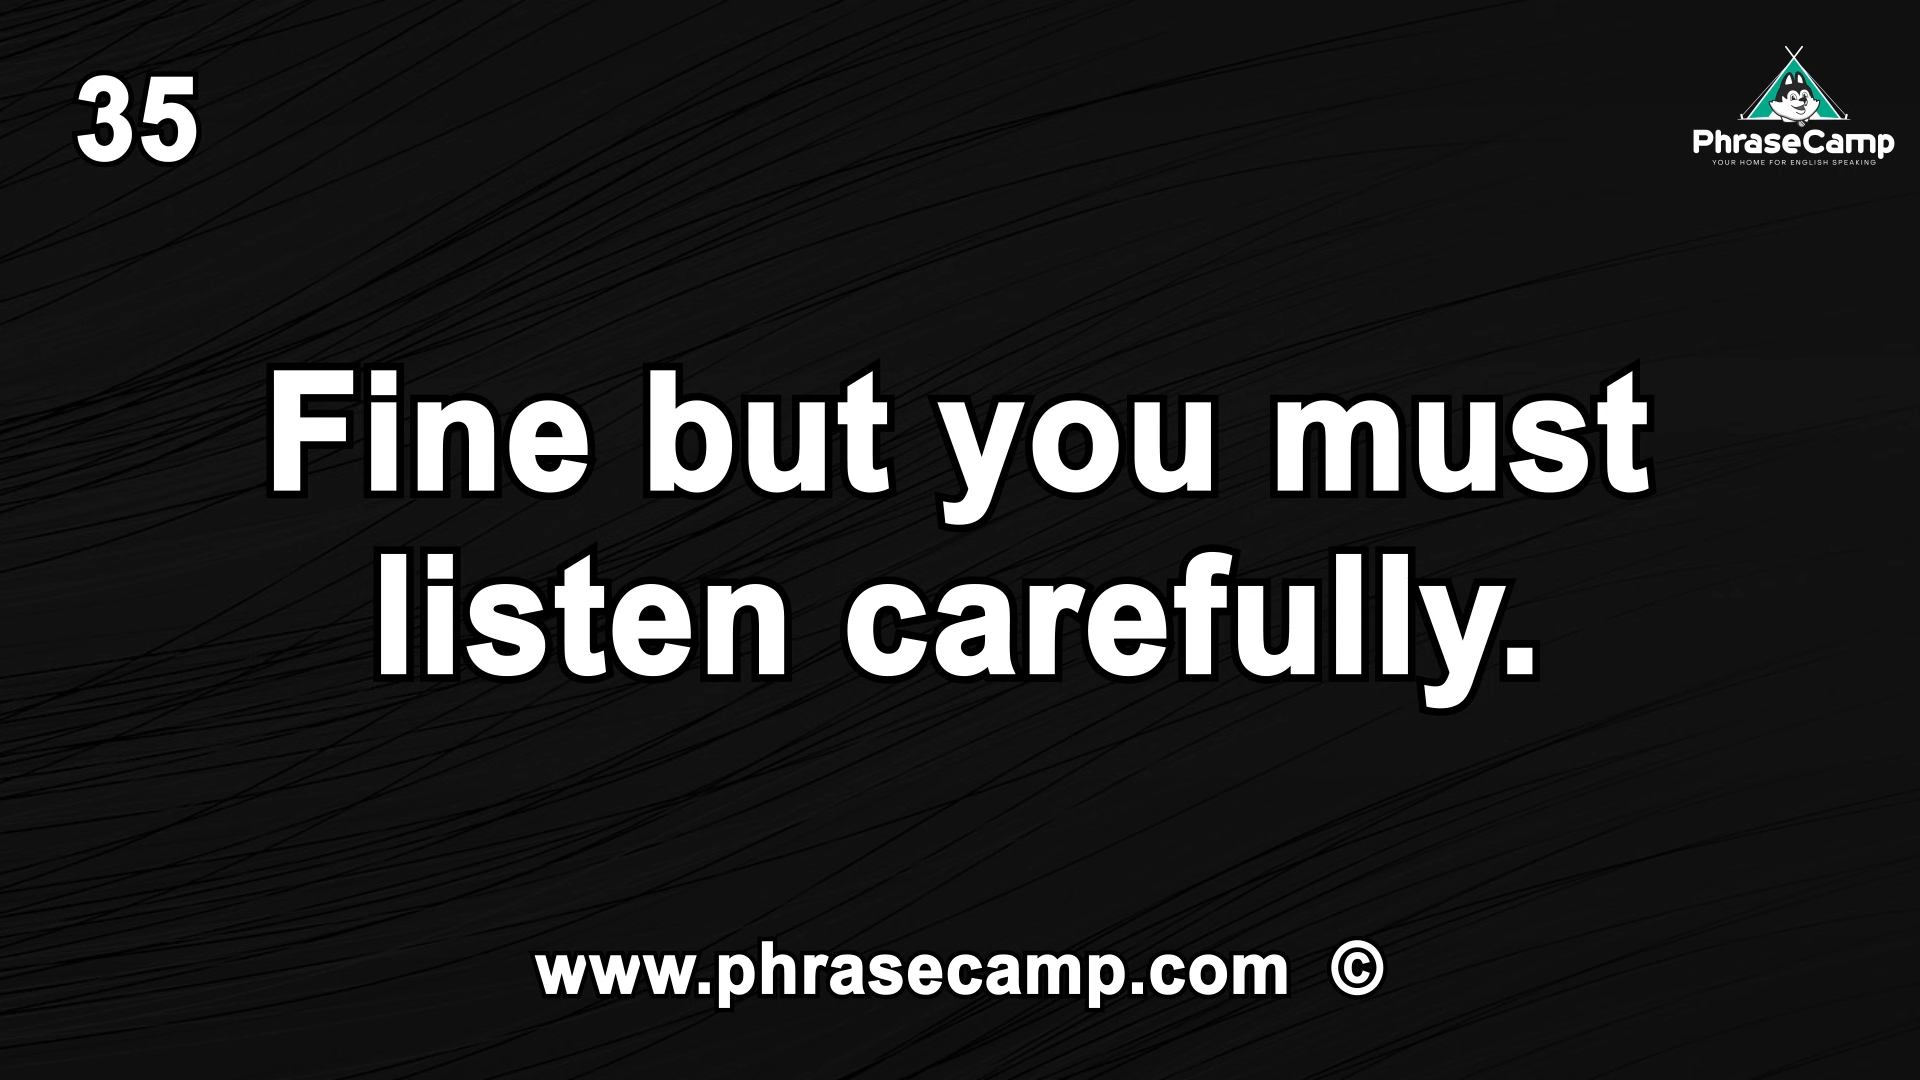 35
PhraseCamp
YOUR HOME FOR ENGLISH SPEAKING
Fine but you must
listen carefully.
www.phrasecamp.com ©